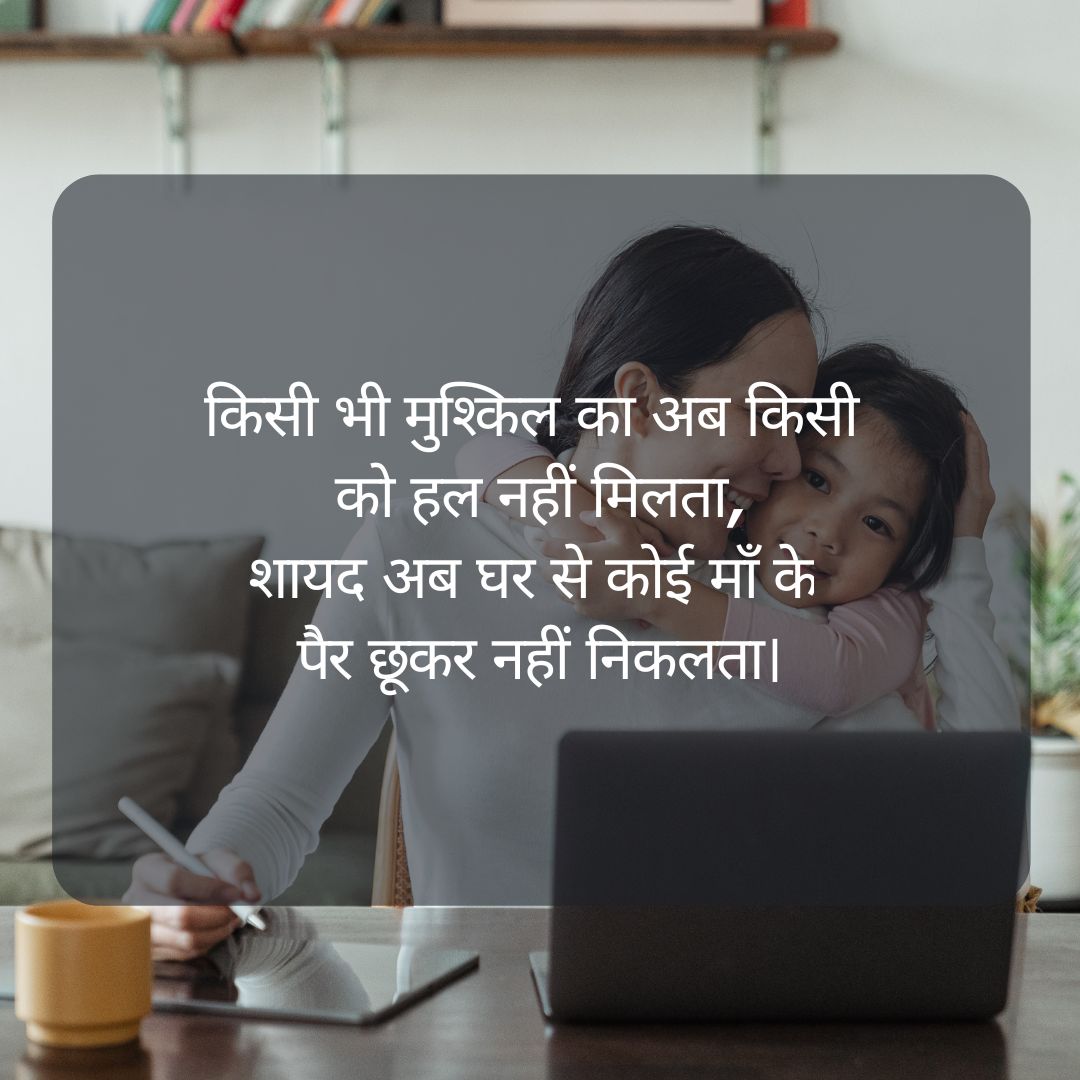 किसी भी मुश्किल का अब किसी
को हल नहीं मिलता,
शायद अब घर से कोई माँ के
पैर छूकर नहीं निकलता|